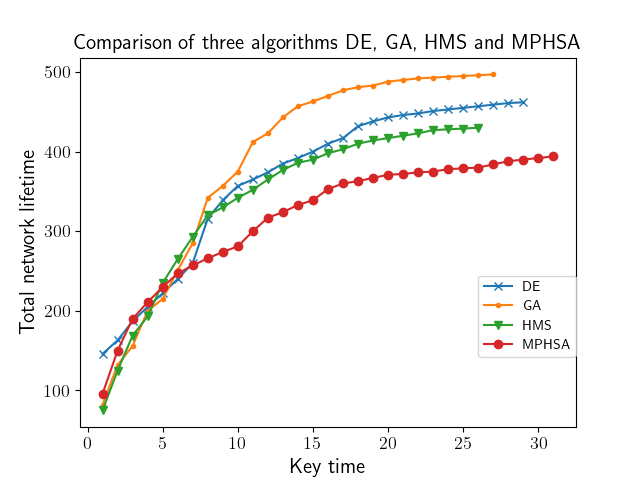 Comparison of three algorithms DE, GA, HMS and MPHSA
500
400
300
200
100
Total network lifetime
0 5 10 15 20 25 30
Key time
DE
GA
HMS
MPHSA